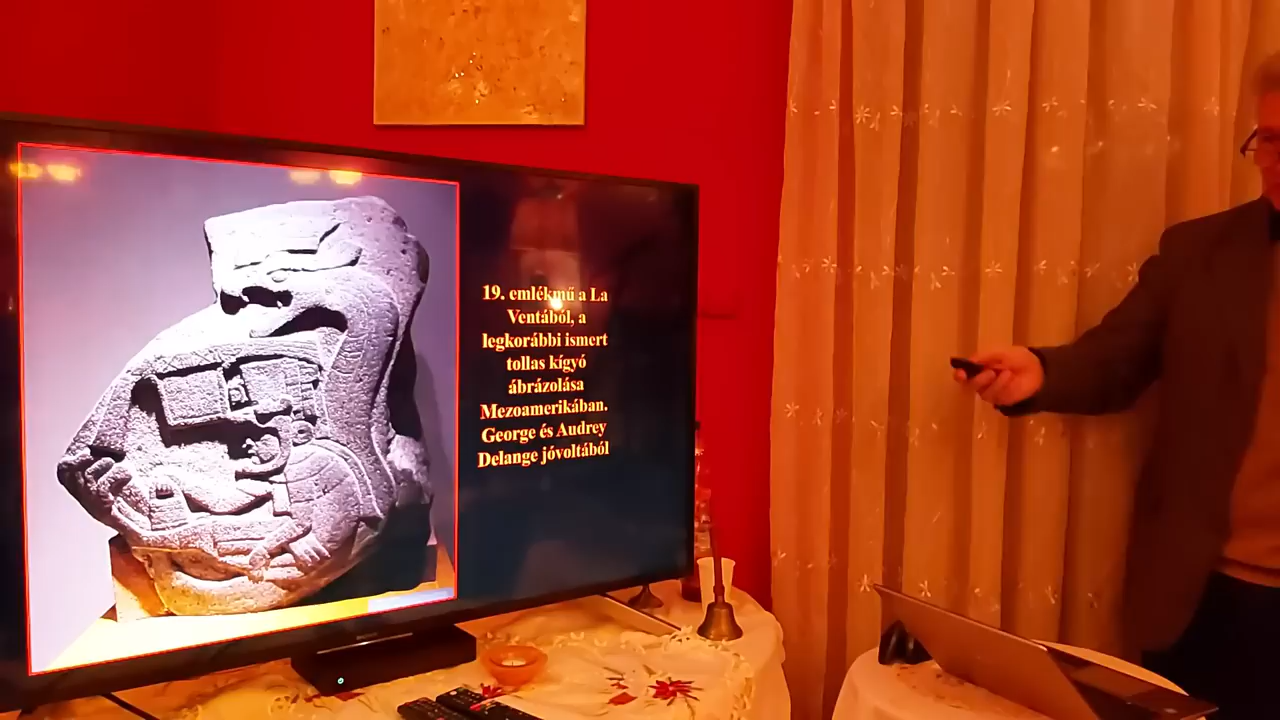 19. emlékmű a La
Ventából, a
legkorábbi ismert
tollas kígyó
ábrázolása
Mezoamerikában.
George és Audrey
Delange jóvoltából